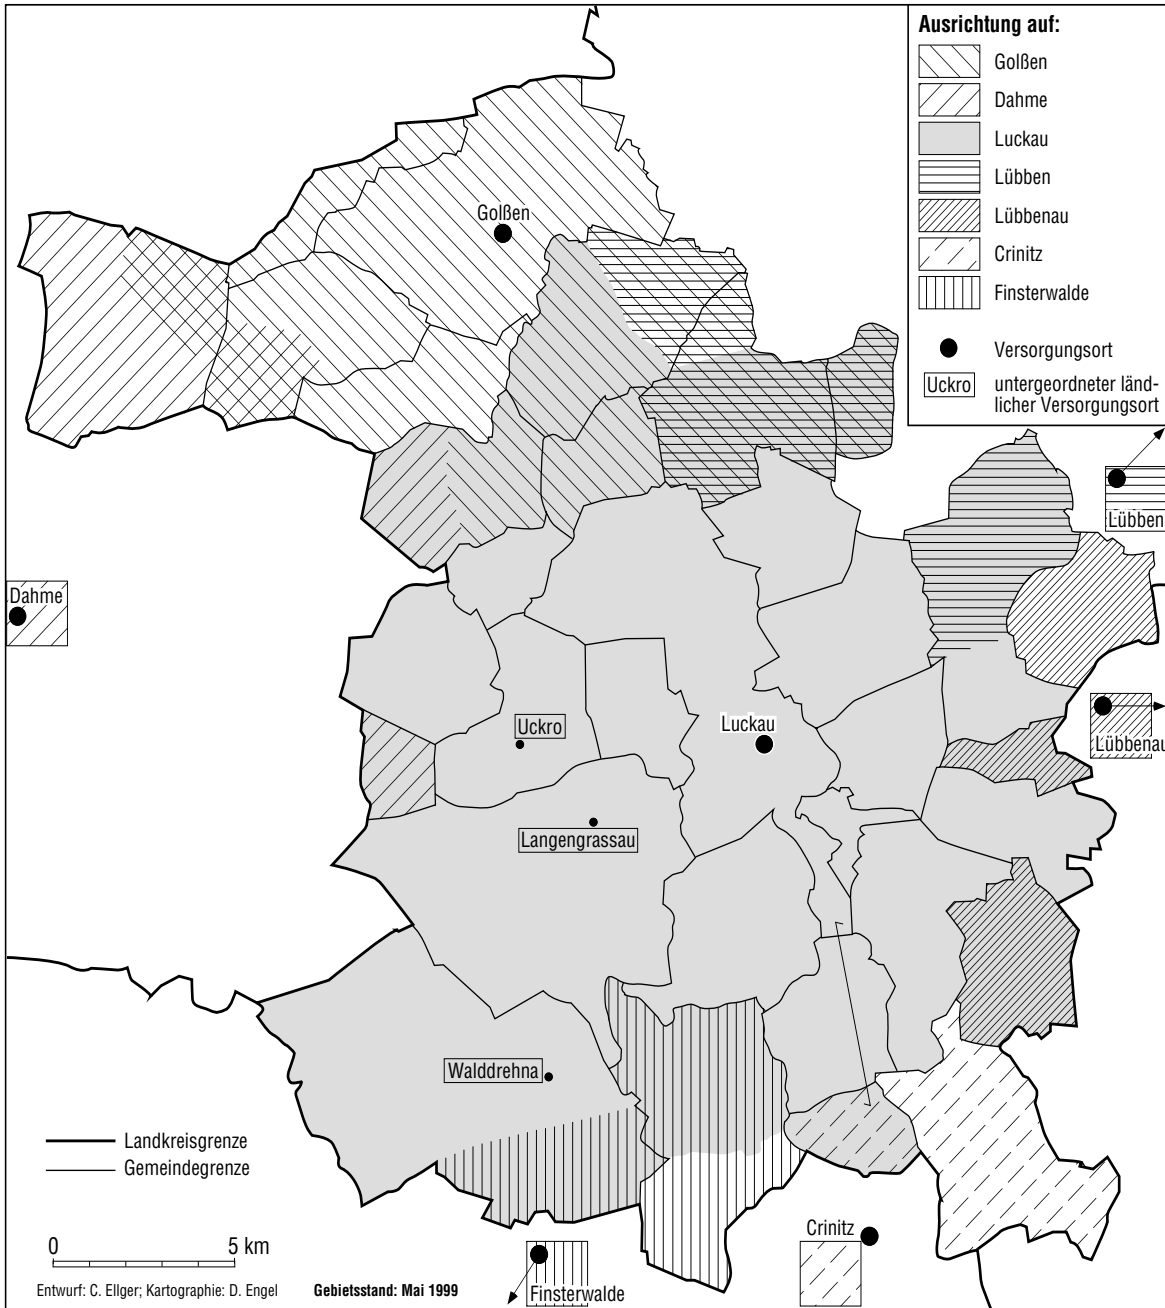 Ausrichtung auf:
Golßen
Dahme
Luckau
Lübben
Lübbenau
Crinitz
Finsterwalde
Versorgungsort
Uckro
untergeordneter länd-
licher Versorgungsort
Golßen
Lübben
Dahme
Lübbenau
Uckro
Luckau
Langengrassau
Walddrehna
Crinitz
Finsterwalde
Landkreisgrenze
Gemeindegrenze
0 5 km
Entwurf: C. Ellger; Kartographie: D. Engel
Gebietsstand: Mai 1999